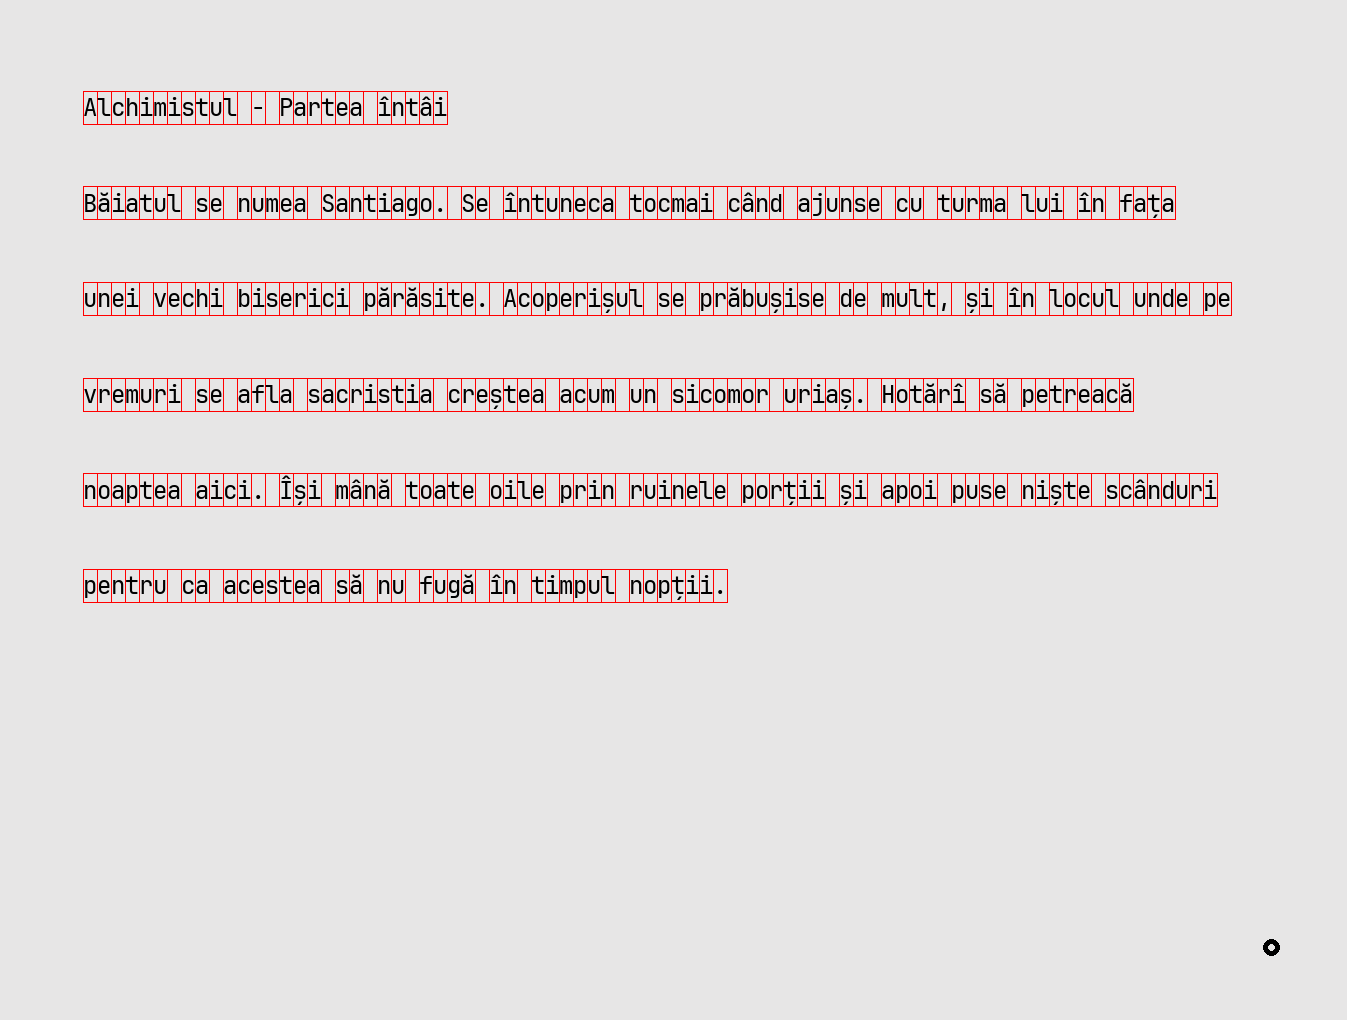 Alchimistul - Partea întâi
Băiatul se numea Santiago. Se întuneca tocmai când ajunse cu turma lui în fața
unei vechi biserici părăsite. Acoperișul se prăbușise de mult, și în locul unde pe
vremuri se afla sacristia creștea acum un sicomor uriaș. Hotărî să petreacă
noaptea aici. Își mână toate oile prin ruinele porții și apoi puse niște scânduri
pentru ca acestea să nu fugă în timpul nopții.